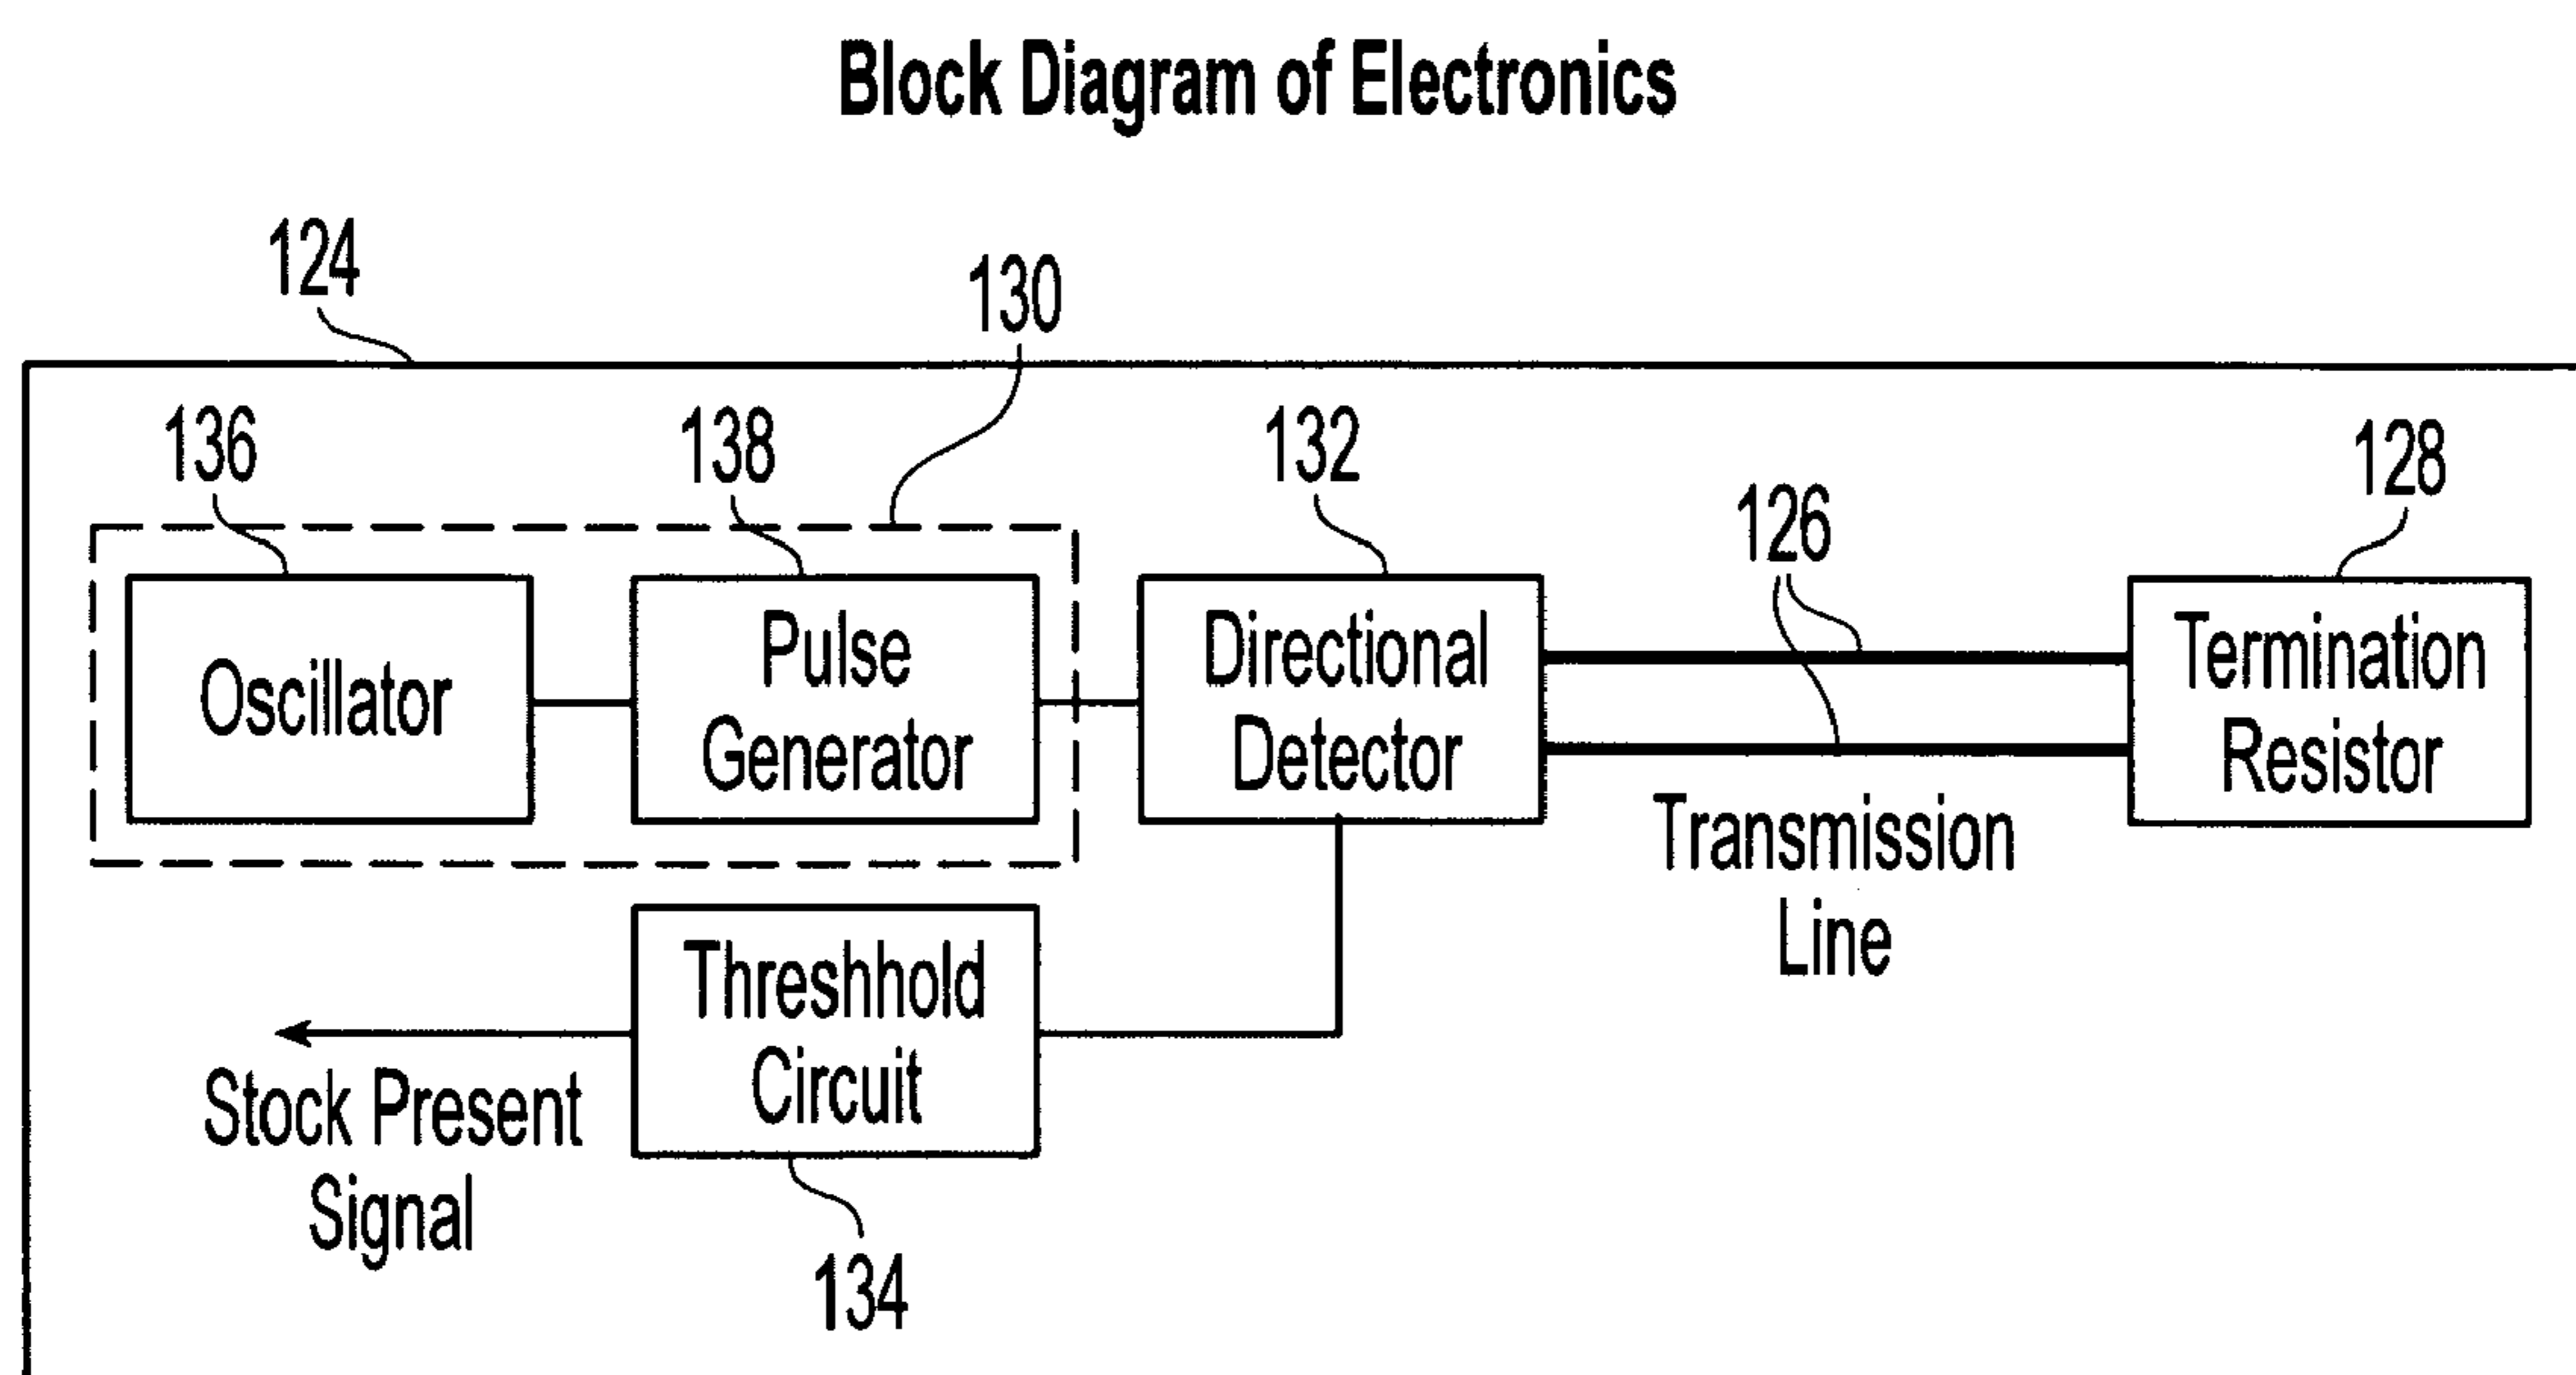 Block Diagram of Electronics
124
130
136
138
132
126
128
Oscillator
Pulse
Generator
Directional
Detector
Termination
Resistor
Transmission
Line
Threshhold
Circuit
Stock Present
Signal
134